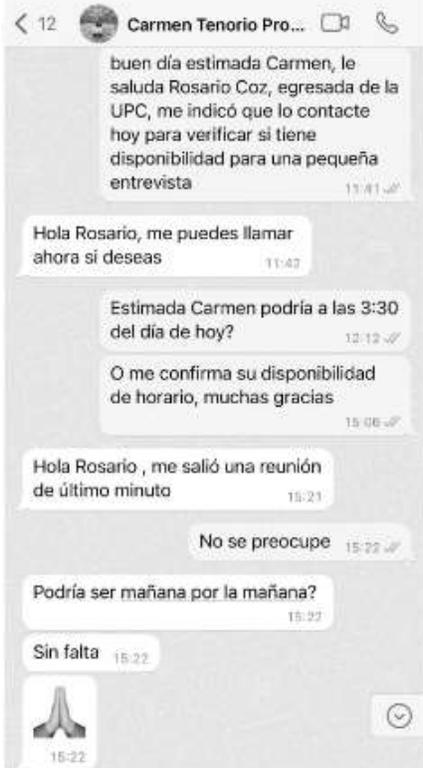 12
Carmen Tenorio Pro...
buen día estimada Carmen, le
saluda Rosario Coz, egresada de la
UPC, me indicó que lo contacte
hoy para verificar si tiene
disponibilidad para una pequeña
entrevista
11:41
Hola Rosario, me puedes llamar
ahora si deseas
11:42
Estimada Carmen podría a las 3:30
del día de hoy?
12:12
O me confirma su disponibilidad
de horario, muchas gracias
15:06
Hola Rosario , me salió una reunión
de último minuto
15:21
No se preocupe
15:22
Podría ser mañana por la mañana?
15:22
Sin falta
15:22
15:22